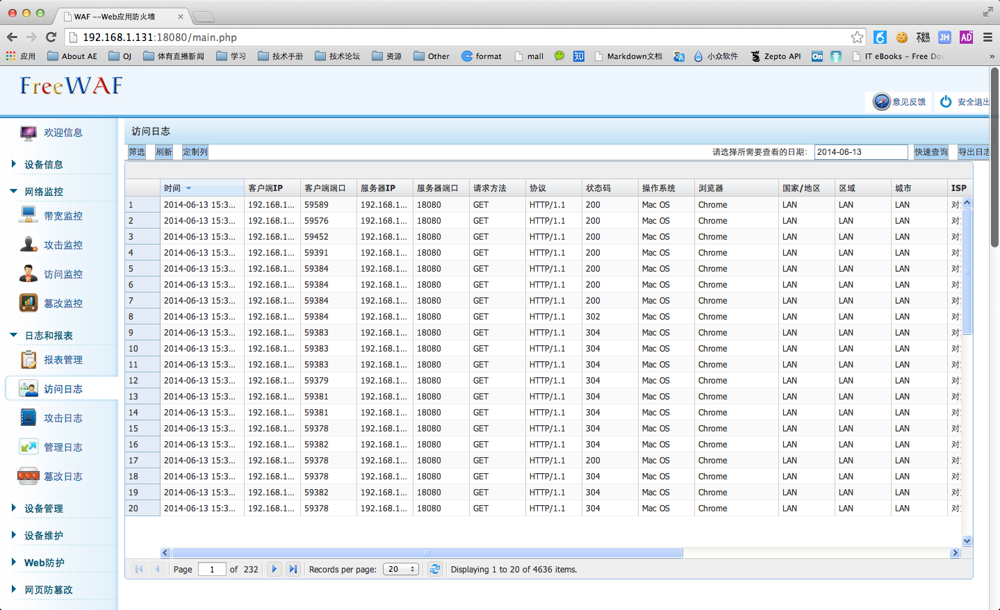 WAF --Web应用防火墙
192.168.1.131:18080/main.php
应用 About AE OJ 体育直播新闻 学习 技术手册 技术论坛 资源 Other format mall 知 Markdown文档 小众软件 Zepto API On IT eBooks - Free Dow »
FreeWAF
意见反馈 安全退出
欢迎信息
设备信息
网络监控
带宽监控
攻击监控
访问监控
篡改监控
日志和报表
报表管理
访问日志
攻击日志
管理日志
篡改日志
设备管理
设备维护
Web防护
网页防篡改
访问日志
筛选 刷新 定制列 请选择所需要查看的日期: 2014-06-13 快速查询 导出日志
时间 客户端IP 客户端端口 服务器IP 服务器端口 请求方法 协议 状态码 操作系统 浏览器 国家/地区 区域 城市 ISP
1 2014-06-13 15:3... 192.168.1... 59589 192.168.1... 18080 GET HTTP/1.1 200 Mac OS Chrome LAN LAN LAN 对
2 2014-06-13 15:3... 192.168.1... 59576 192.168.1... 18080 GET HTTP/1.1 200 Mac OS Chrome LAN LAN LAN 对
3 2014-06-13 15:3... 192.168.1... 59452 192.168.1... 18080 GET HTTP/1.1 200 Mac OS Chrome LAN LAN LAN 对
4 2014-06-13 15:3... 192.168.1... 59391 192.168.1... 18080 GET HTTP/1.1 200 Mac OS Chrome LAN LAN LAN 对
5 2014-06-13 15:3... 192.168.1... 59384 192.168.1... 18080 GET HTTP/1.1 200 Mac OS Chrome LAN LAN LAN 对
6 2014-06-13 15:3... 192.168.1... 59384 192.168.1... 18080 GET HTTP/1.1 200 Mac OS Chrome LAN LAN LAN 对
7 2014-06-13 15:3... 192.168.1... 59384 192.168.1... 18080 GET HTTP/1.1 200 Mac OS Chrome LAN LAN LAN 对
8 2014-06-13 15:3... 192.168.1... 59384 192.168.1... 18080 GET HTTP/1.1 302 Mac OS Chrome LAN LAN LAN 对
9 2014-06-13 15:3... 192.168.1... 59383 192.168.1... 18080 GET HTTP/1.1 304 Mac OS Chrome LAN LAN LAN 对
10 2014-06-13 15:3... 192.168.1... 59383 192.168.1... 18080 GET HTTP/1.1 304 Mac OS Chrome LAN LAN LAN 对
11 2014-06-13 15:3... 192.168.1... 59383 192.168.1... 18080 GET HTTP/1.1 304 Mac OS Chrome LAN LAN LAN 对
12 2014-06-13 15:3... 192.168.1... 59379 192.168.1... 18080 GET HTTP/1.1 304 Mac OS Chrome LAN LAN LAN 对
13 2014-06-13 15:3... 192.168.1... 59381 192.168.1... 18080 GET HTTP/1.1 304 Mac OS Chrome LAN LAN LAN 对
14 2014-06-13 15:3... 192.168.1... 59381 192.168.1... 18080 GET HTTP/1.1 304 Mac OS Chrome LAN LAN LAN 对
15 2014-06-13 15:3... 192.168.1... 59378 192.168.1... 18080 GET HTTP/1.1 304 Mac OS Chrome LAN LAN LAN 对
16 2014-06-13 15:3... 192.168.1... 59382 192.168.1... 18080 GET HTTP/1.1 304 Mac OS Chrome LAN LAN LAN 对
17 2014-06-13 15:3... 192.168.1... 59378 192.168.1... 18080 GET HTTP/1.1 200 Mac OS Chrome LAN LAN LAN 对
18 2014-06-13 15:3... 192.168.1... 59378 192.168.1... 18080 GET HTTP/1.1 304 Mac OS Chrome LAN LAN LAN 对
19 2014-06-13 15:3... 192.168.1... 59382 192.168.1... 18080 GET HTTP/1.1 304 Mac OS Chrome LAN LAN LAN 对
20 2014-06-13 15:3... 192.168.1... 59378 192.168.1... 18080 GET HTTP/1.1 304 Mac OS Chrome LAN LAN LAN 对
Page 1 of 232 Records per page: 20 Displaying 1 to 20 of 4636 items.